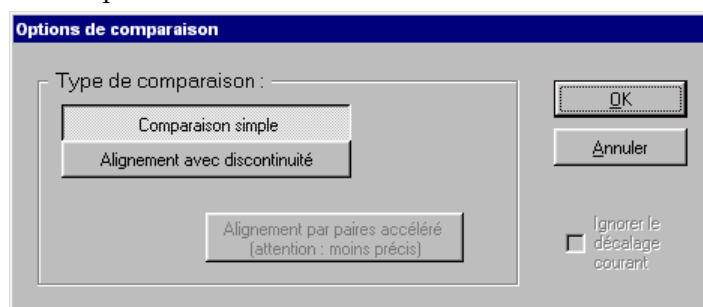 Options de comparaison
Type de comparaison :
Comparaison simple
Alignement avec discontinuité
Alignement par paires accéléré
(attention : moins précis)
OK
Annuler
Ignorer le
décalage
courant